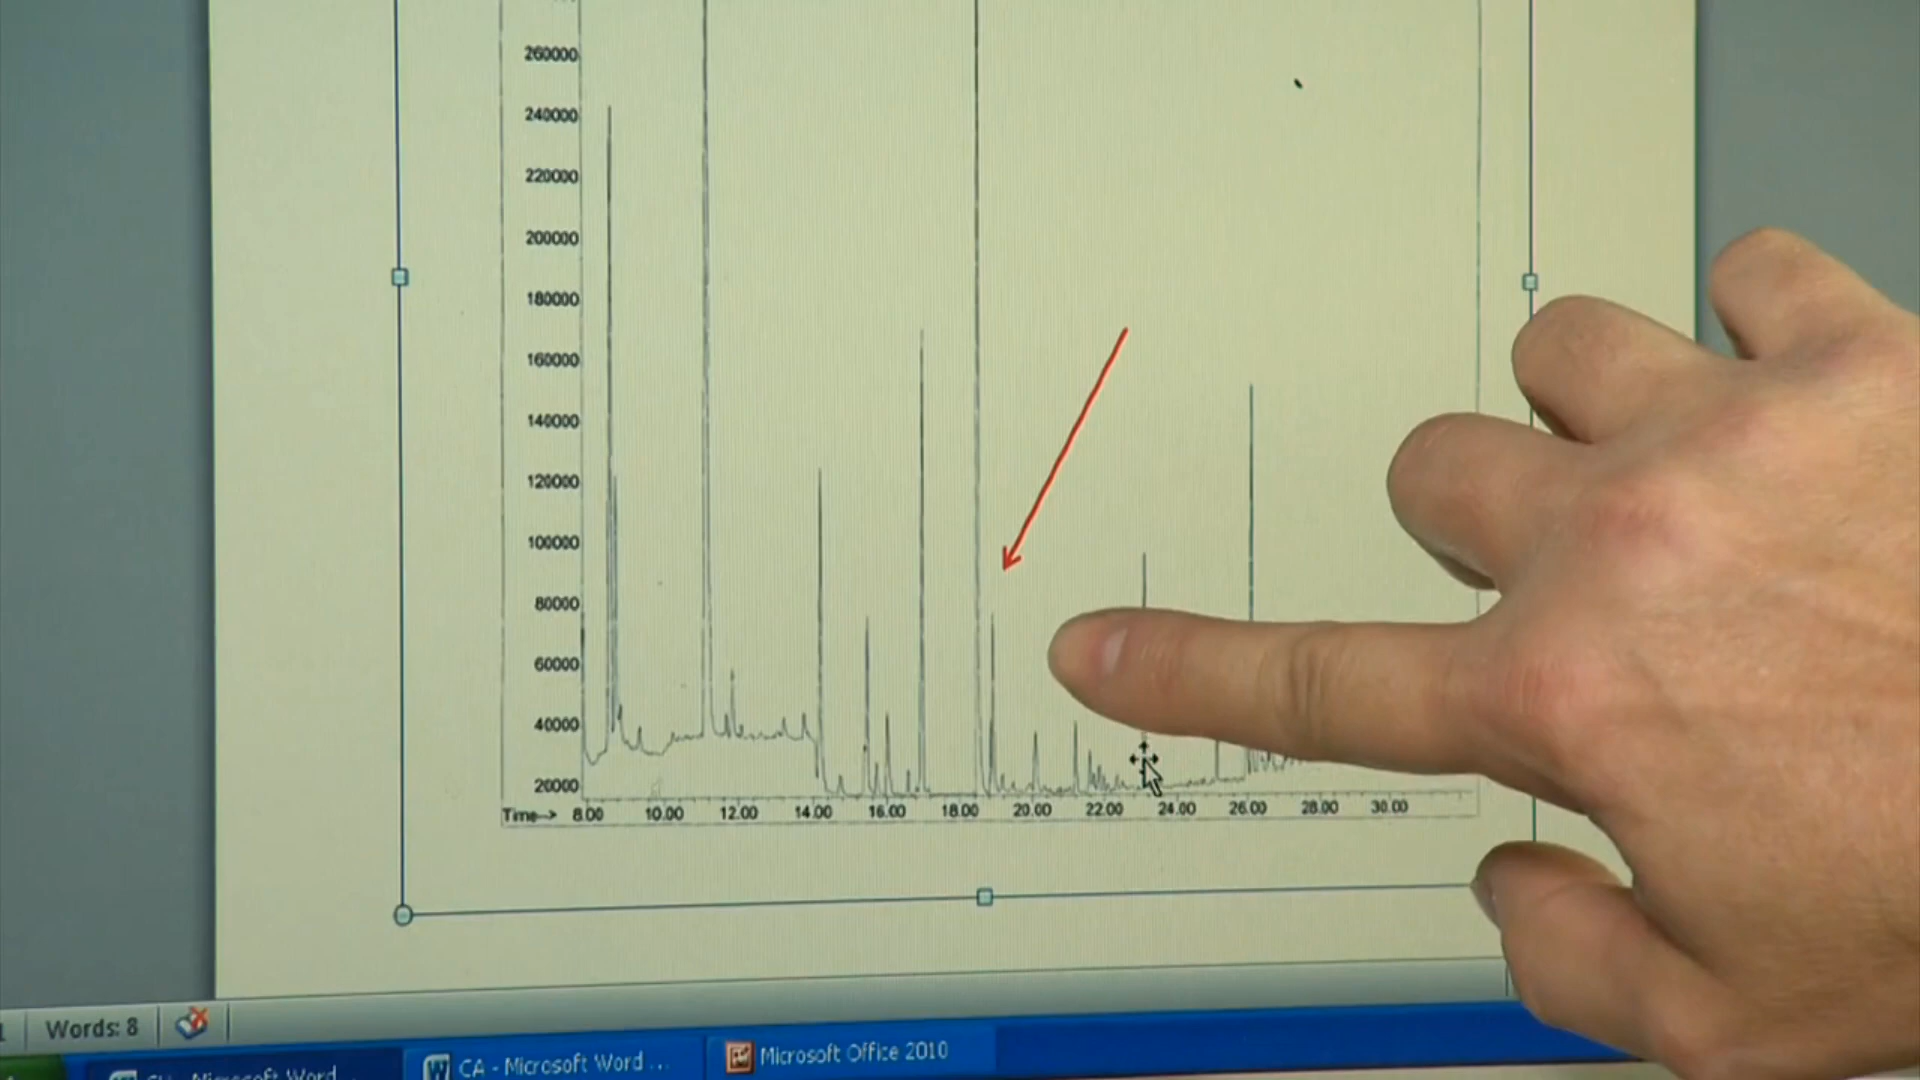 260000
240000
220000
200000
180000
160000
140000
120000
100000
80000
60000
40000
20000
Time--> 8.00 10.00 12.00 14.00 16.00 18.00 20.00 22.00 24.00 26.00 28.00 30.00
Words: 8
Microsoft Word
CA - Microsoft Word ...
Microsoft Office 2010